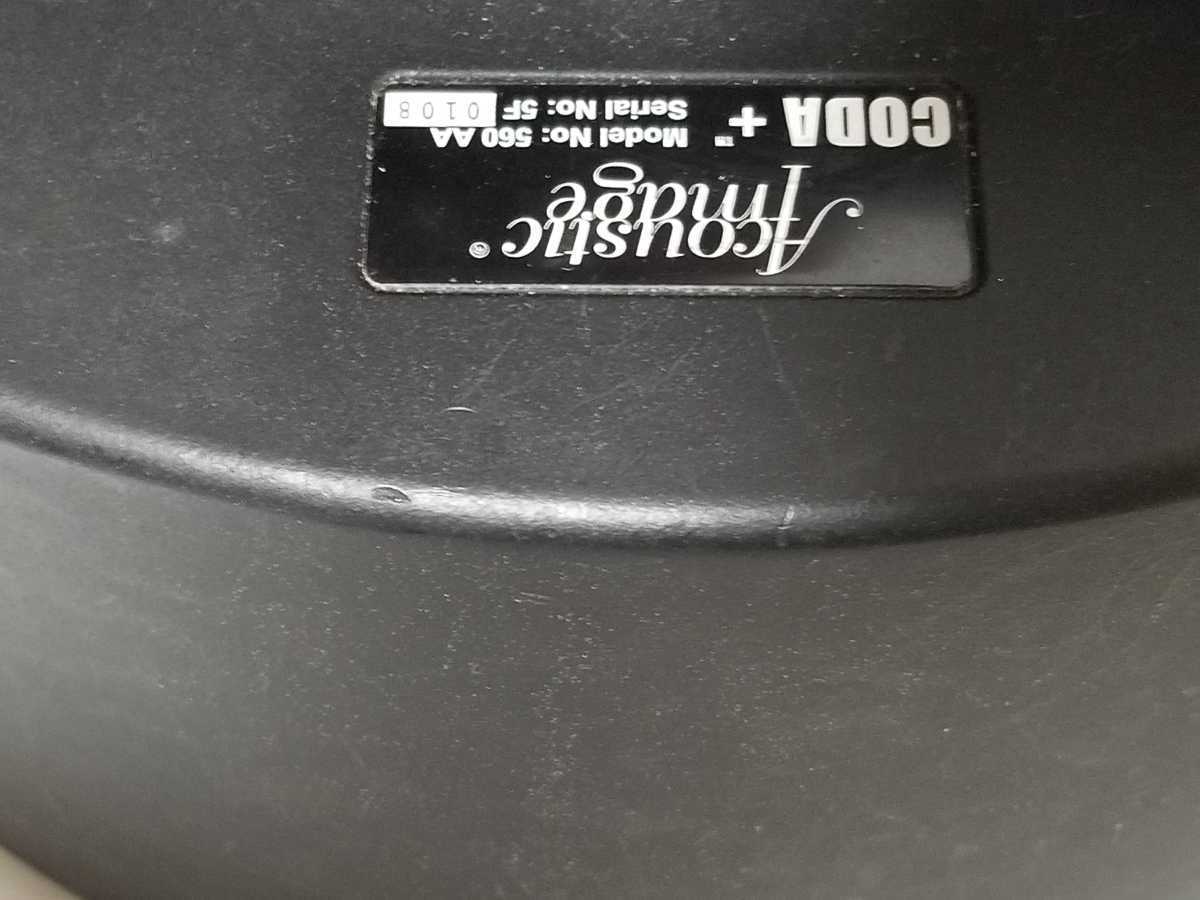 Acoustic
Image®
CODA +™
Model No: 560 AA
Serial No: 5F 0108